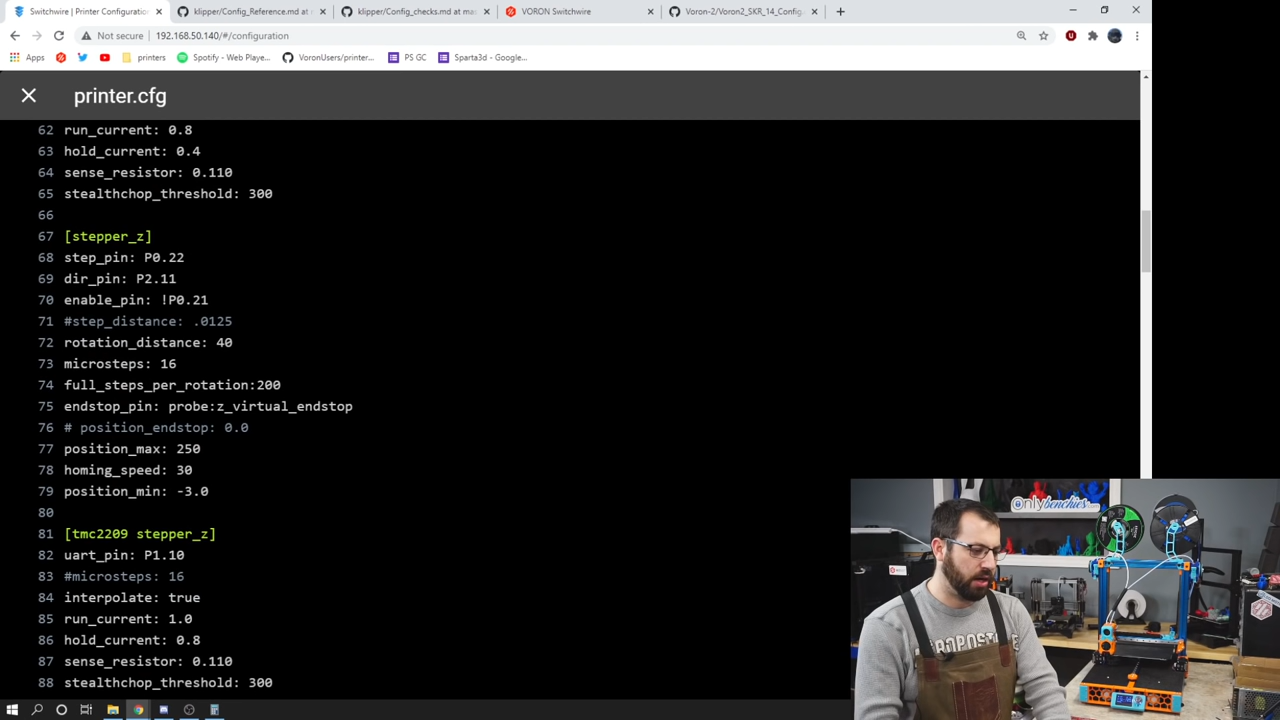 Switchwire | Printer Configuration
klipper/Config_Reference.md at m
klipper/Config_checks.md at mas
VORON Switchwire
Voron-2/Voron2_SKR_14_Config.
Not secure
192.168.50.140/#/configuration
Apps
printers
Spotify - Web Playe...
VoronUsers/printer...
PS GC
Sparta3d - Google...
printer.cfg
62 run_current: 0.8
63 hold_current: 0.4
64 sense_resistor: 0.110
65 stealthchop_threshold: 300
66
67 [stepper_z]
68 step_pin: P0.22
69 dir_pin: P2.11
70 enable_pin: !P0.21
71 #step_distance: .0125
72 rotation_distance: 40
73 microsteps: 16
74 full_steps_per_rotation:200
75 endstop_pin: probe:z_virtual_endstop
76 # position_endstop: 0.0
77 position_max: 250
78 homing_speed: 30
79 position_min: -3.0
80
81 [tmc2209 stepper_z]
82 uart_pin: P1.10
83 #microsteps: 16
84 interpolate: true
85 run_current: 1.0
86 hold_current: 0.8
87 sense_resistor: 0.110
88 stealthchop_threshold: 300
Onlybenchies